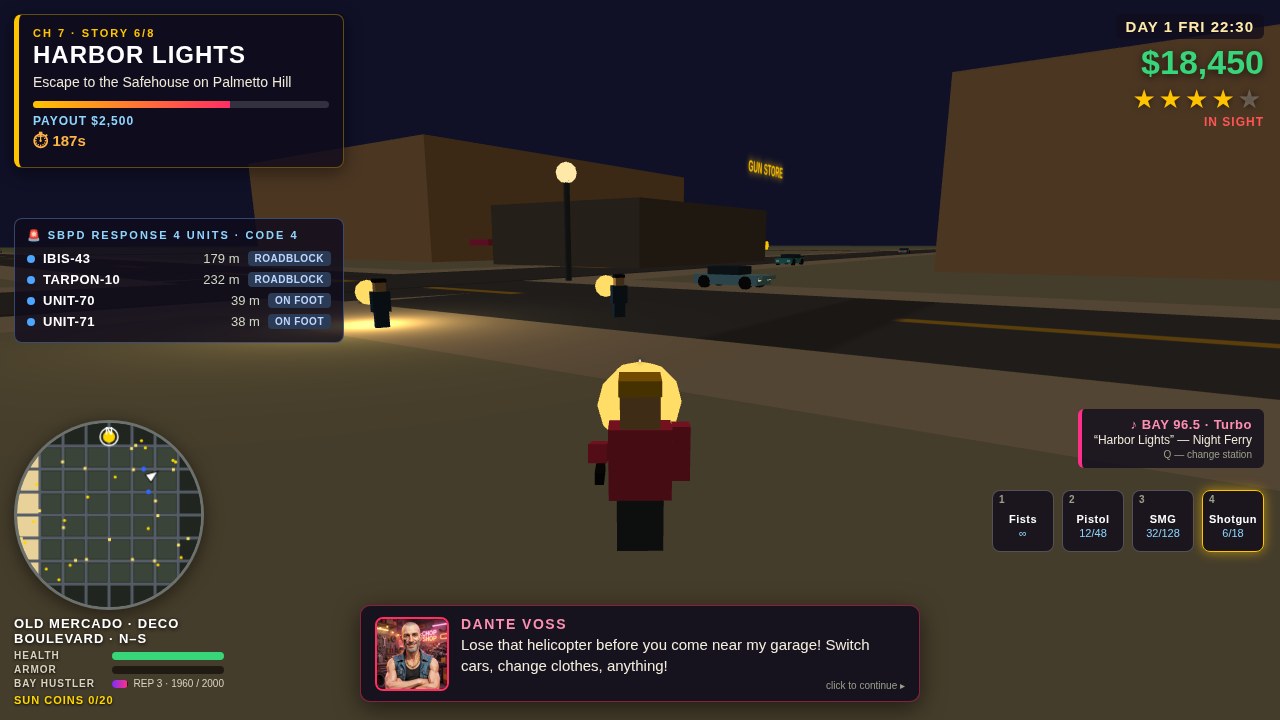 CH 7 · STORY 6/8
HARBOR LIGHTS
Escape to the Safehouse on Palmetto Hill
PAYOUT $2,500
⏱ 187s
🚨 SBPD RESPONSE 4 UNITS · CODE 4
IBIS-43 179 m ROADBLOCK
TARPON-10 232 m ROADBLOCK
UNIT-70 39 m ON FOOT
UNIT-71 38 m ON FOOT
DAY 1 FRI 22:30
$18,450
★★★★★
IN SIGHT
GUN STORE
♪ BAY 96.5 · Turbo
“Harbor Lights” — Night Ferry
Q — change station
1 Fists ∞
2 Pistol 12/48
3 SMG 32/128
4 Shotgun 6/18
N
OLD MERCADO · DECO
BOULEVARD · N–S
HEALTH
ARMOR
BAY HUSTLER REP 3 · 1960 / 2000
SUN COINS 0/20
CHOP SHOP
DANTE VOSS
Lose that helicopter before you come near my garage! Switch
cars, change clothes, anything!
click to continue ▸